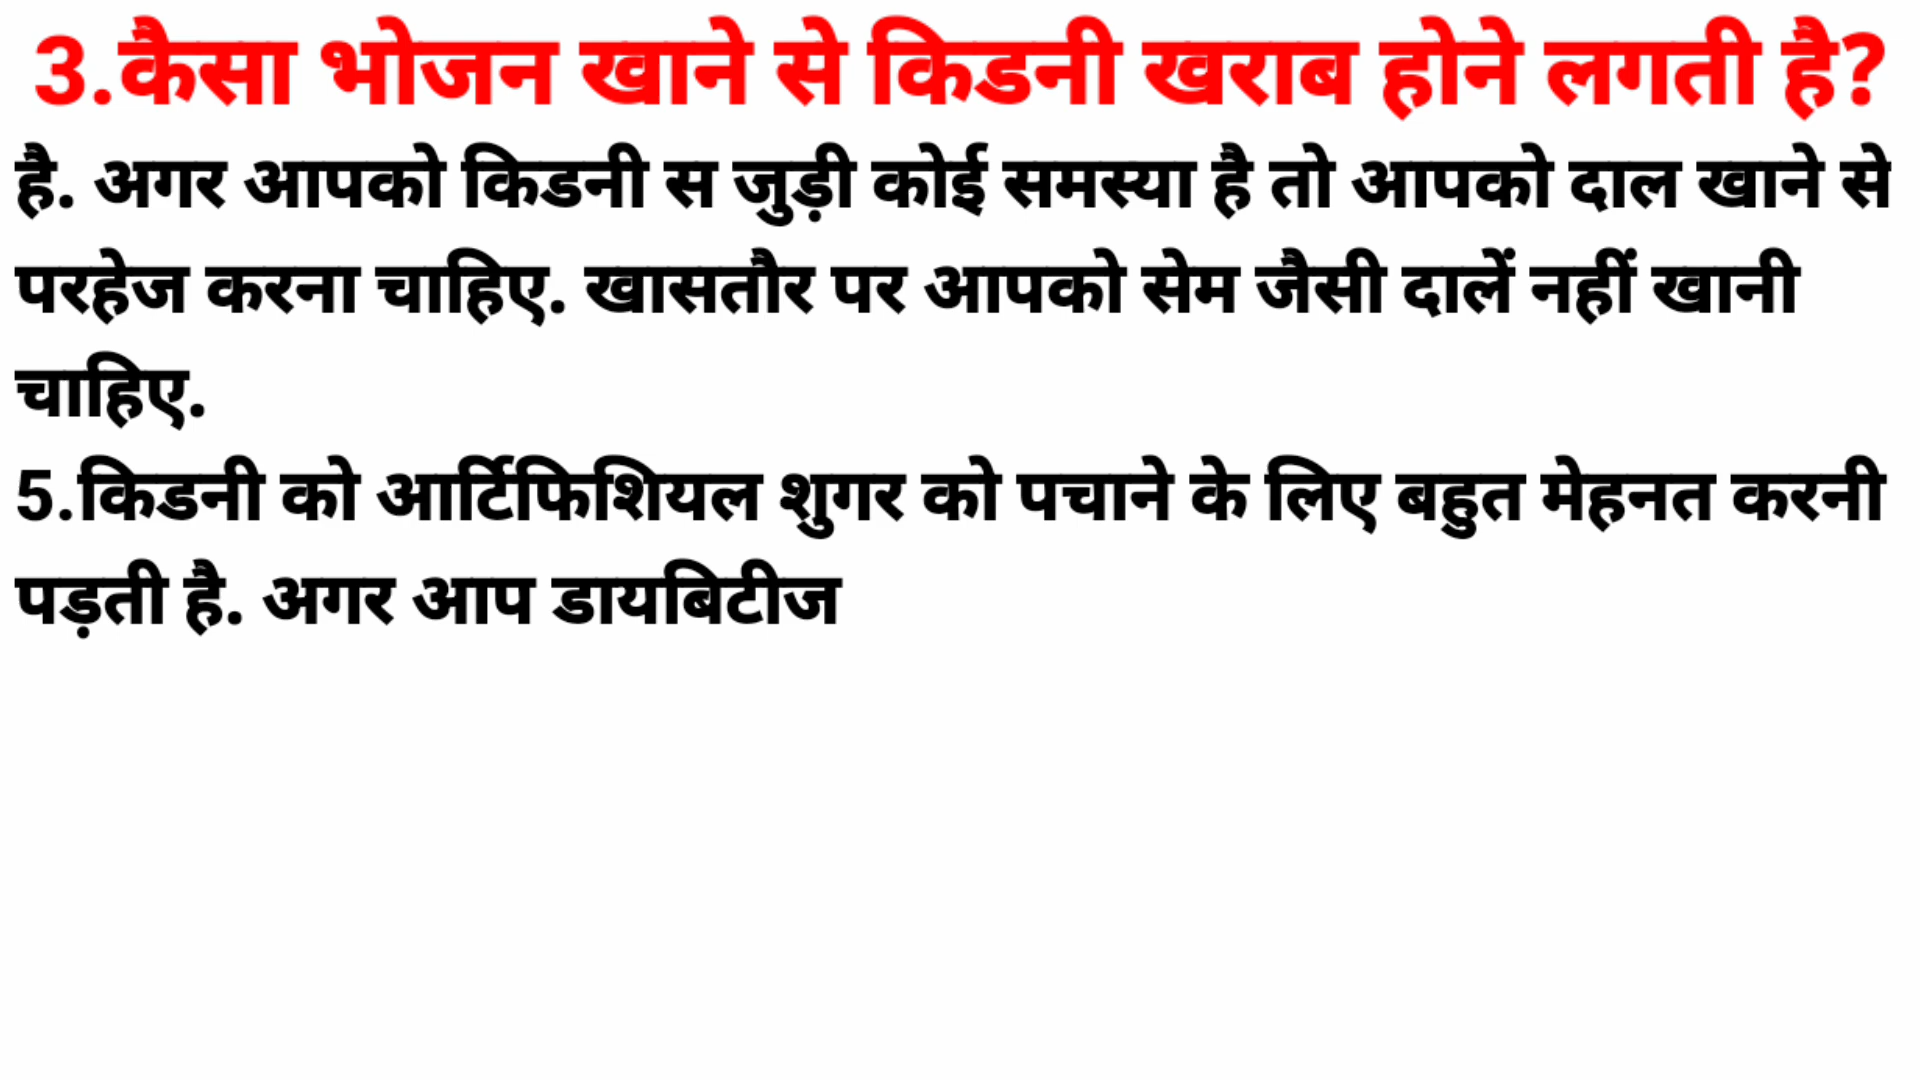 3.कैसा भोजन खाने से किडनी खराब होने लगती है?
है. अगर आपको किडनी स जुड़ी कोई समस्या है तो आपको दाल खाने से
परहेज करना चाहिए. खासतौर पर आपको सेम जैसी दालें नहीं खानी
चाहिए.
5.किडनी को आर्टिफिशियल शुगर को पचाने के लिए बहुत मेहनत करनी
पड़ती है. अगर आप डायबिटीज